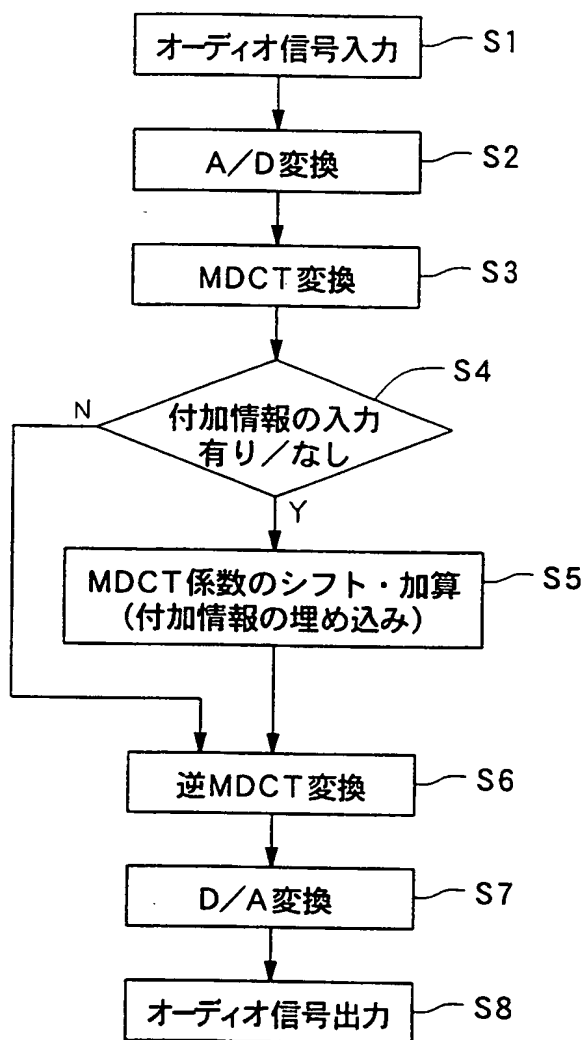 オーディオ信号入力 S1
A／D変換 S2
MDCT変換 S3
S4
N
付加情報の入力
有り／なし
Y
MDCT係数のシフト・加算 S5
(付加情報の埋め込み)
逆MDCT変換 S6
D／A変換 S7
オーディオ信号出力 S8